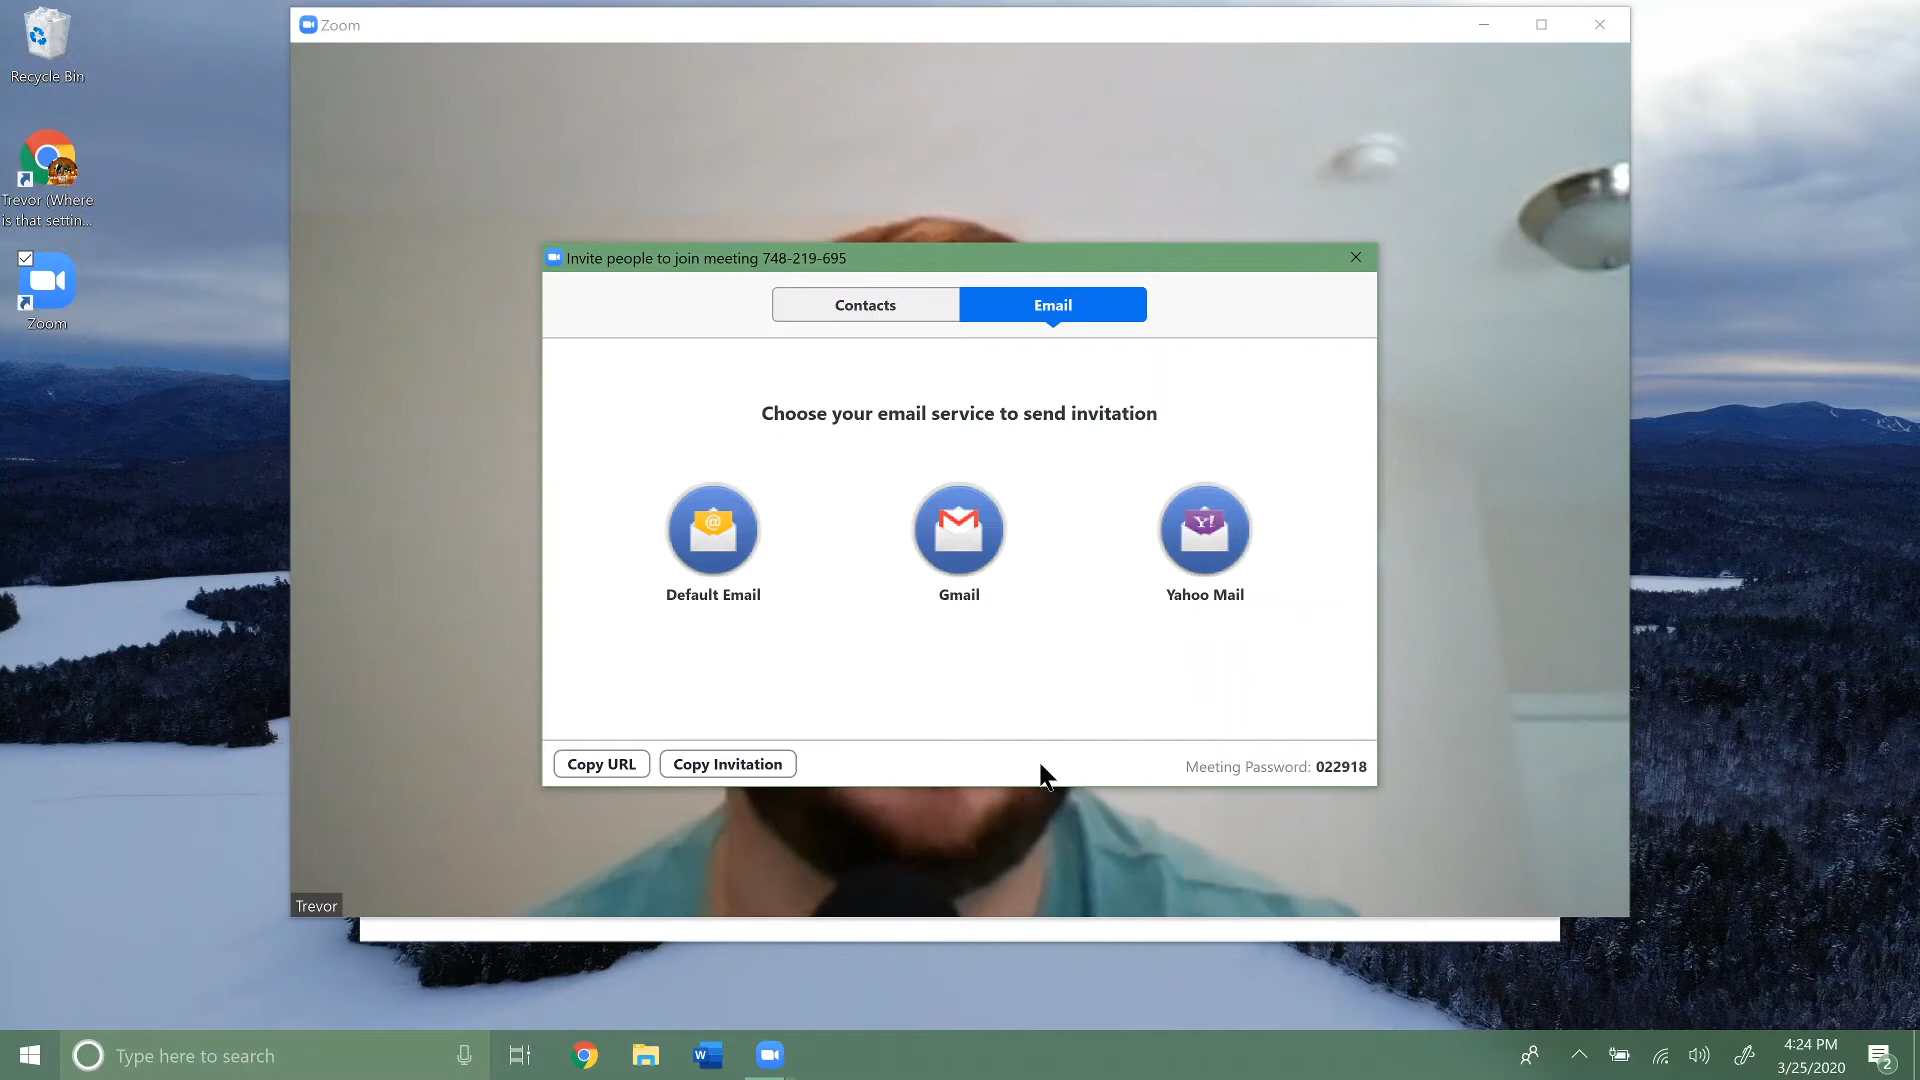 Zoom
Recycle Bin
Trevor (Where
is that settin...
Zoom
Invite people to join meeting 748-219-695
Contacts
Email
Choose your email service to send invitation
@
Y!
Default Email
Gmail
Yahoo Mail
Copy URL
Copy Invitation
Meeting Password: 022918
Trevor
Type here to search
W
4:24 PM
3/25/2020
2